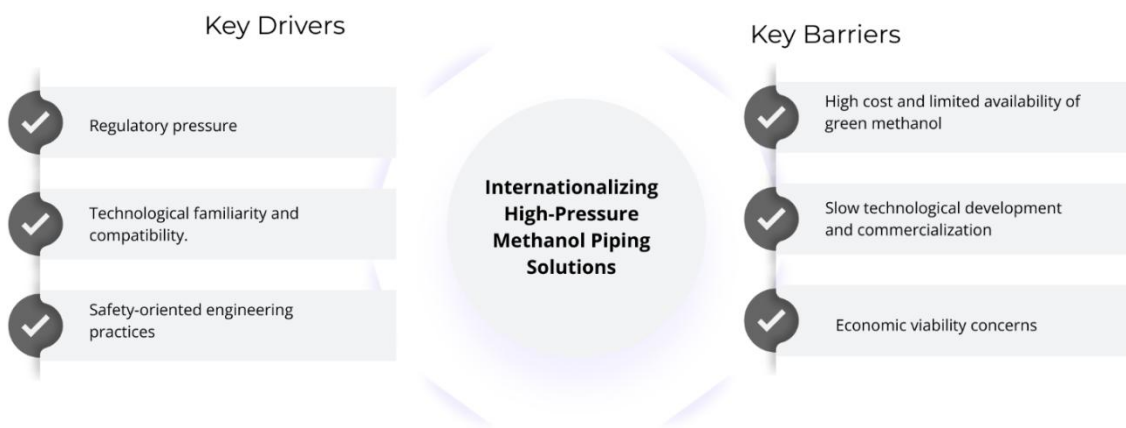 Key Drivers
Regulatory pressure
Technological familiarity and
compatibility.
Safety-oriented engineering
practices
Internationalizing
High-Pressure
Methanol Piping
Solutions
Key Barriers
High cost and limited availability of
green methanol
Slow technological development
and commercialization
Economic viability concerns